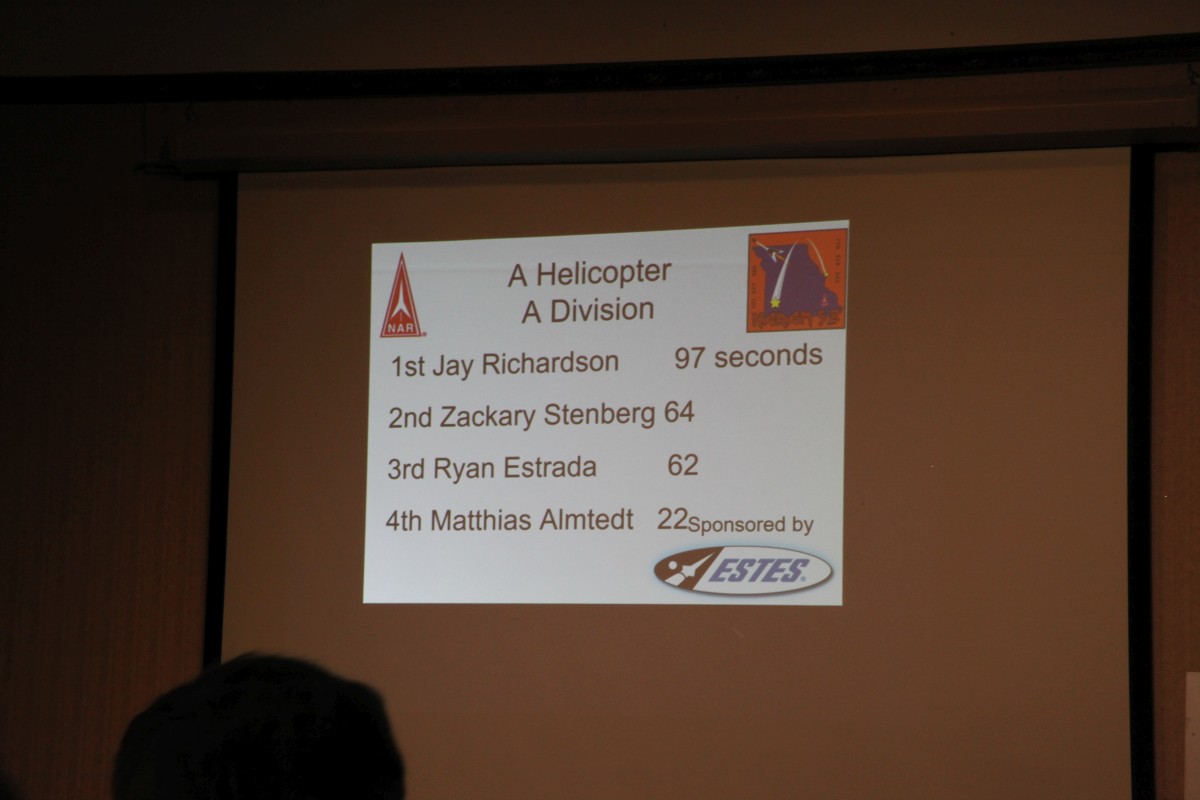 A Helicopter
A Division
NAR
1st Jay Richardson 97 seconds
2nd Zackary Stenberg 64
3rd Ryan Estrada 62
4th Matthias Almtedt 22
Sponsored by
ESTES